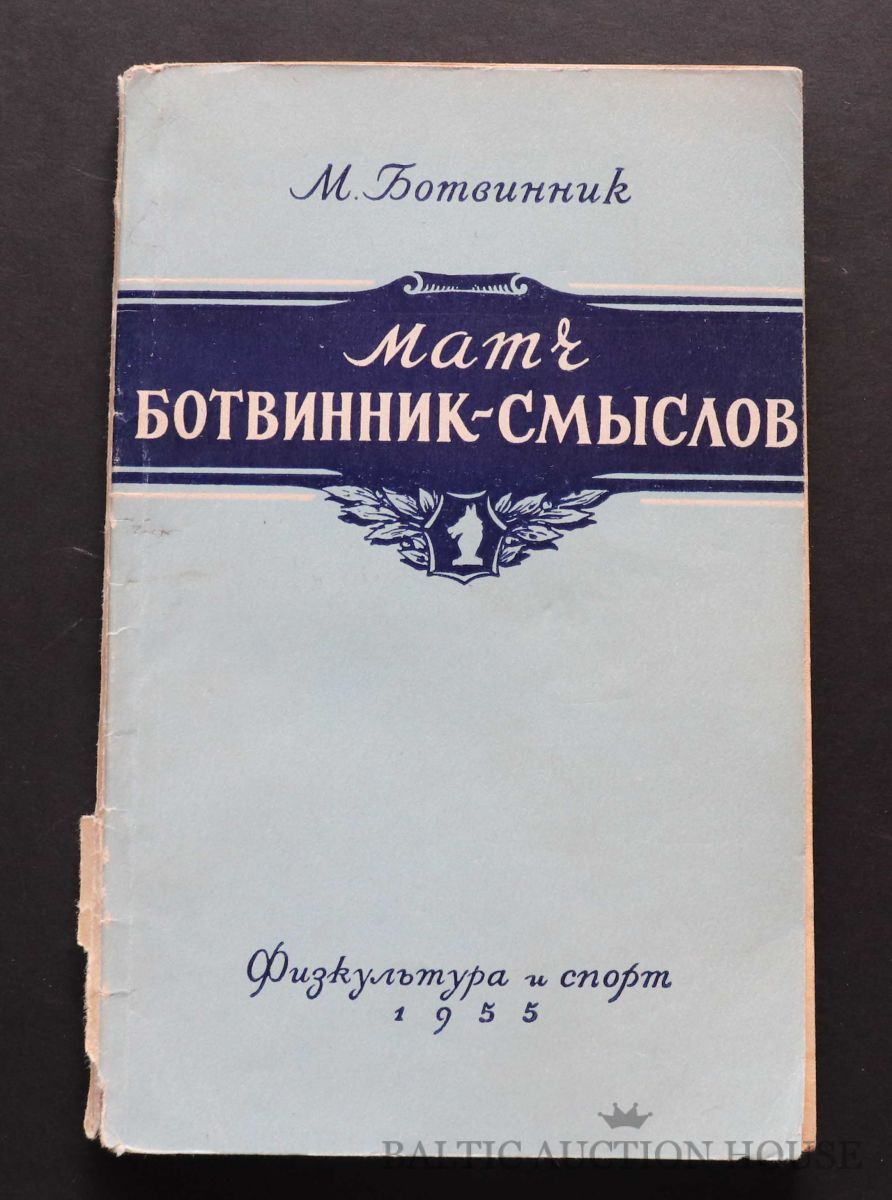 М. Ботвинник
Матч
БОТВИННИК-СМЫСЛОВ
Физкультура и спорт
1955
BALTIC AUCTION HOUSE